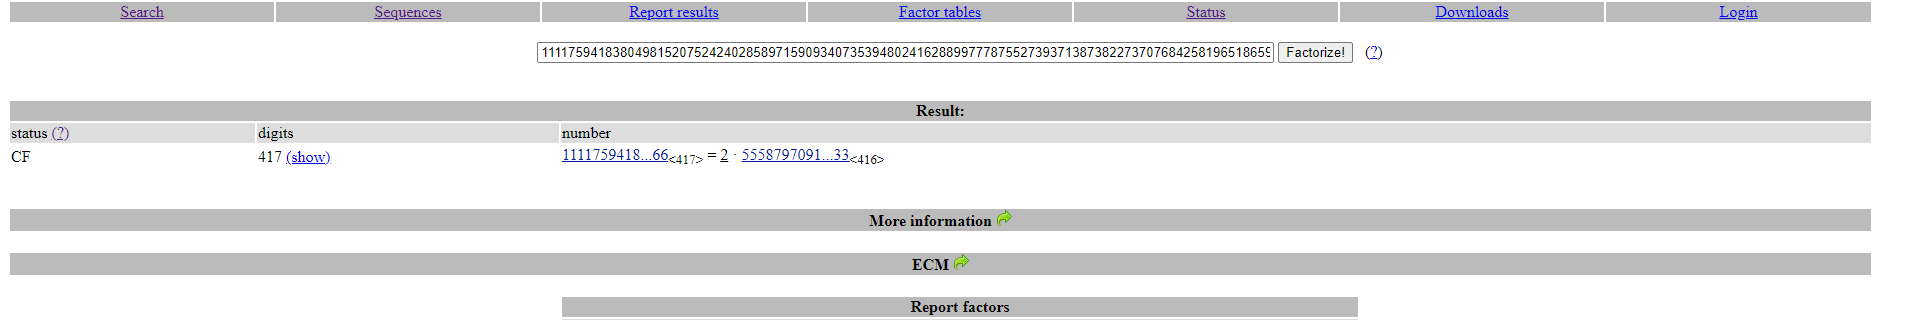 Search Sequences Report results Factor tables Status Downloads Login
111175941838049815207524240285897159093407353948024162889977787552739371387382273707684258196518659 Factorize! (?)
Result:
status (?) digits number
CF 417 (show) 1111759418...66<417> = 2 · 5558797091...33<416>
More information
ECM
Report factors